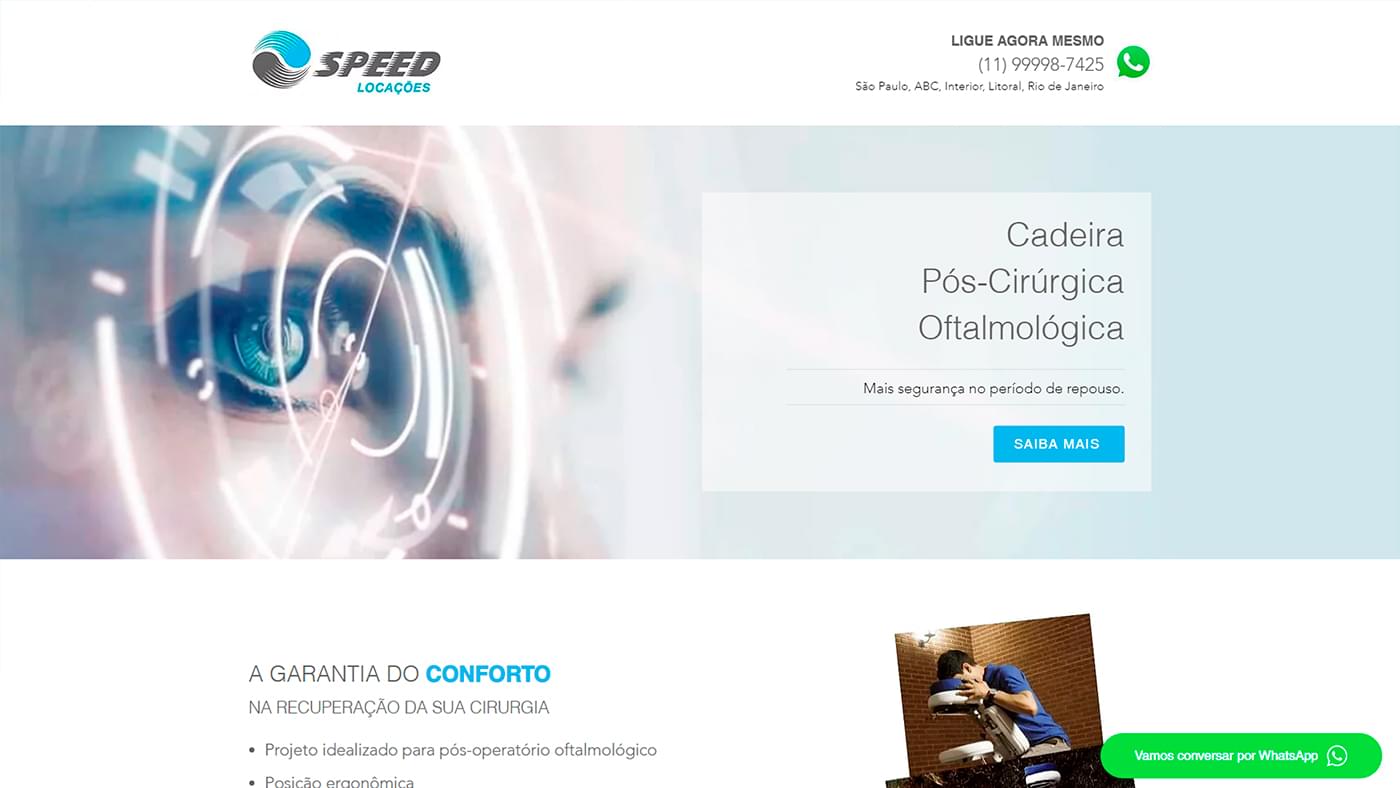 SPEED
LOCAÇÕES
LIGUE AGORA MESMO
(11) 99998-7425
São Paulo, ABC, Interior, Litoral, Rio de Janeiro
Cadeira
Pós-Cirúrgica
Oftalmológica
Mais segurança no período de repouso.
SAIBA MAIS
A GARANTIA DO CONFORTO
NA RECUPERAÇÃO DA SUA CIRURGIA
• Projeto idealizado para pós-operatório oftalmológico
• Posição ergonômica
Vamos conversar por WhatsApp